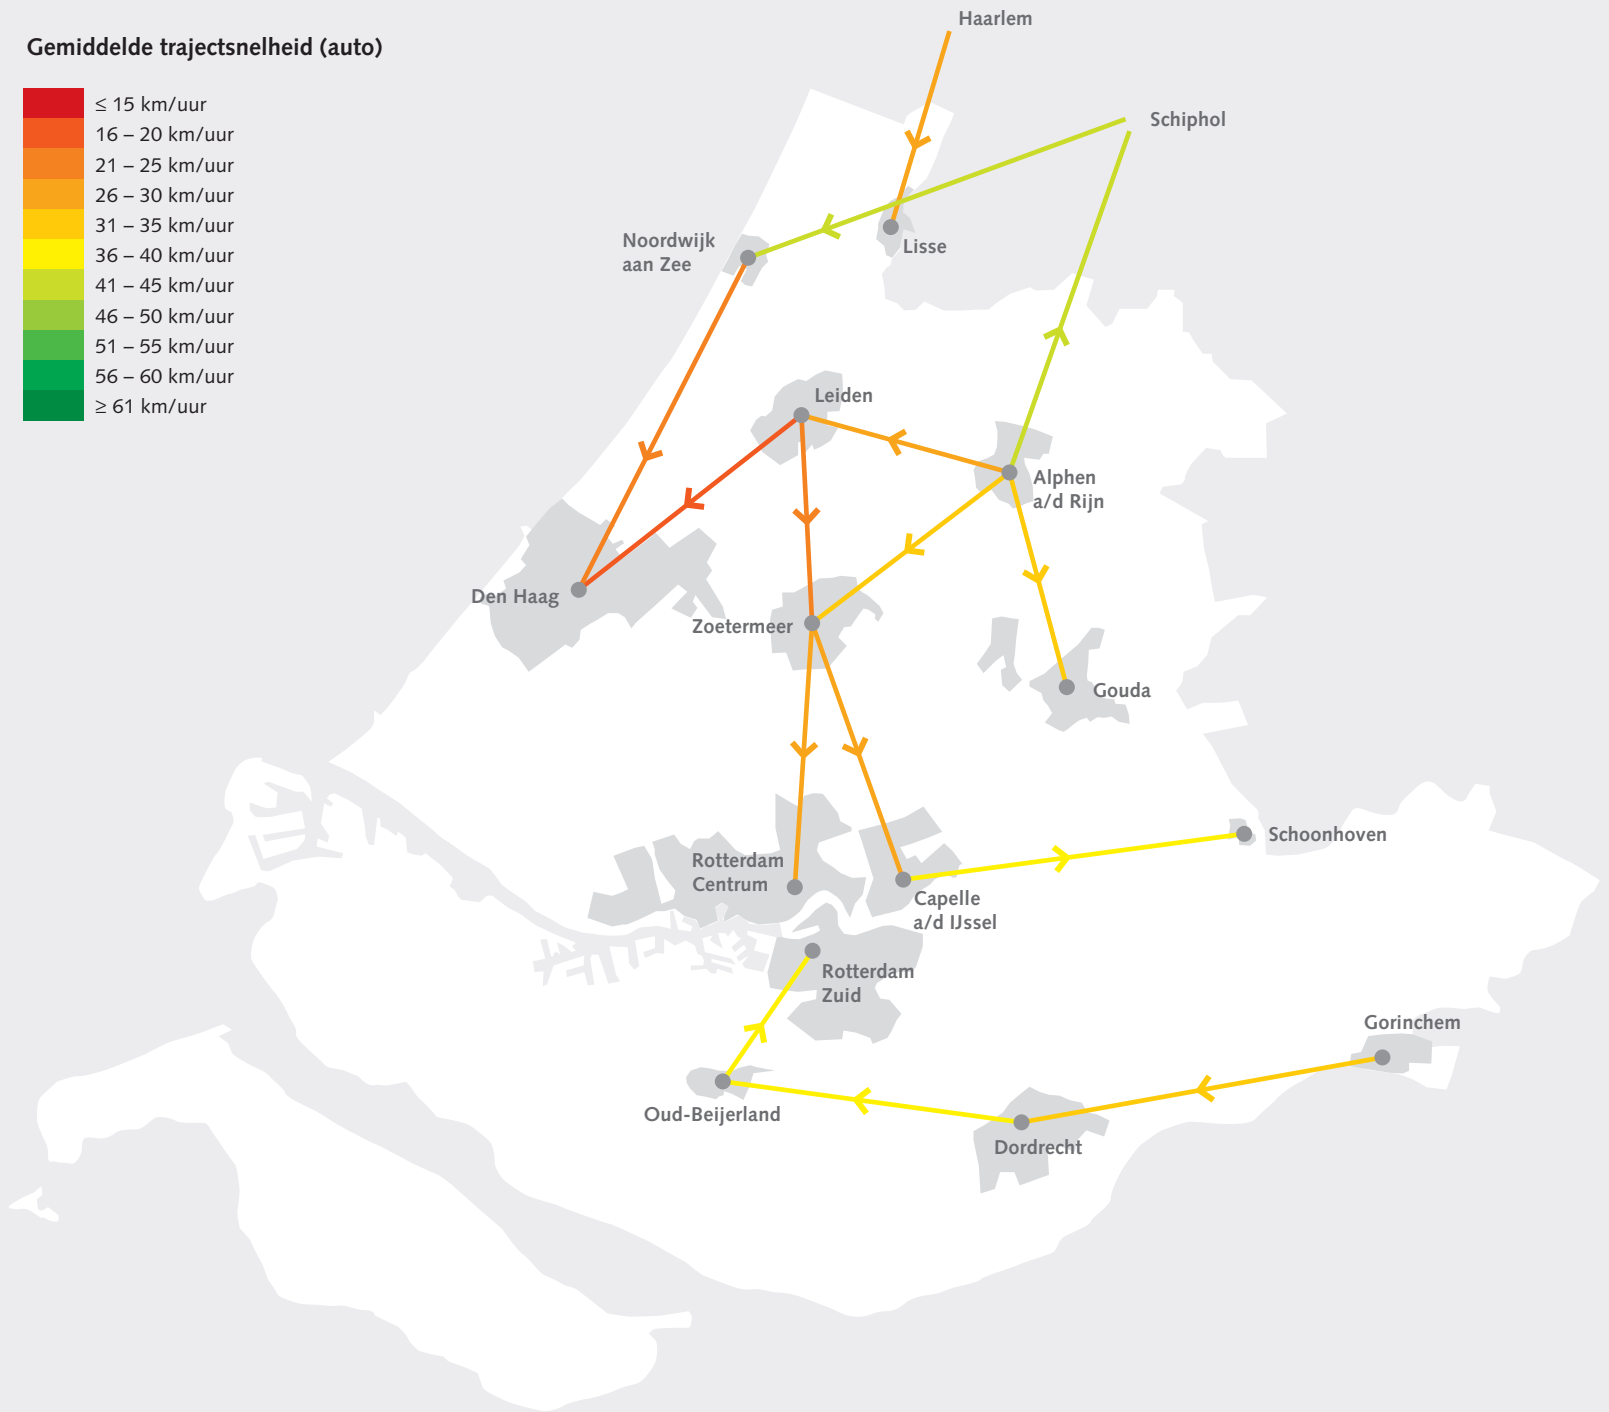 Gemiddelde trajectsnelheid (auto)
≤ 15 km/uur
16 – 20 km/uur
21 – 25 km/uur
26 – 30 km/uur
31 – 35 km/uur
36 – 40 km/uur
41 – 45 km/uur
46 – 50 km/uur
51 – 55 km/uur
56 – 60 km/uur
≥ 61 km/uur
Haarlem
Schiphol
Noordwijk
aan Zee
Lisse
Leiden
Alphen
a/d Rijn
Den Haag
Zoetermeer
Gouda
Schoonhoven
Rotterdam
Centrum
Capelle
a/d IJssel
Rotterdam
Zuid
Gorinchem
Oud-Beijerland
Dordrecht